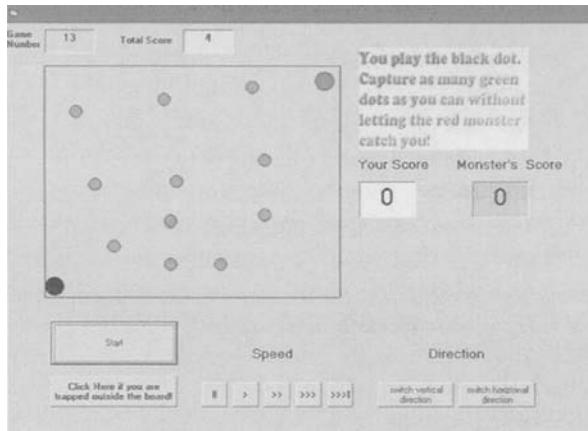 Game
Number
13
Total Score
4
You play the black dot.
Capture as many green
dots as you can without
letting the red monster
catch you!
Your Score
Monster's Score
0
0
Start
Speed
Direction
Click Here if you are
trapped outside the board!
II
>
>>
>>>
>>>I
switch vertical
direction
switch horizontal
direction